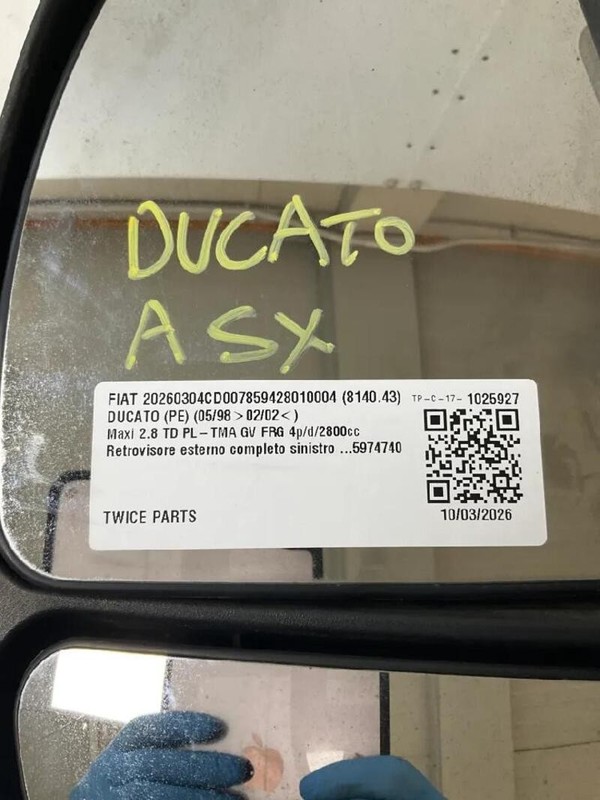 DUCATO
A SX
FIAT 20260304CD007859428010004 (8140.43) TP-C-17- 1025927
DUCATO (PE) (05/98>02/02<)
Maxi 2.8 TD PL-TMA GV FRG 4p/d/2800cc
Retrovisore esterno completo sinistro ...5974740
TWICE PARTS
10/03/2026